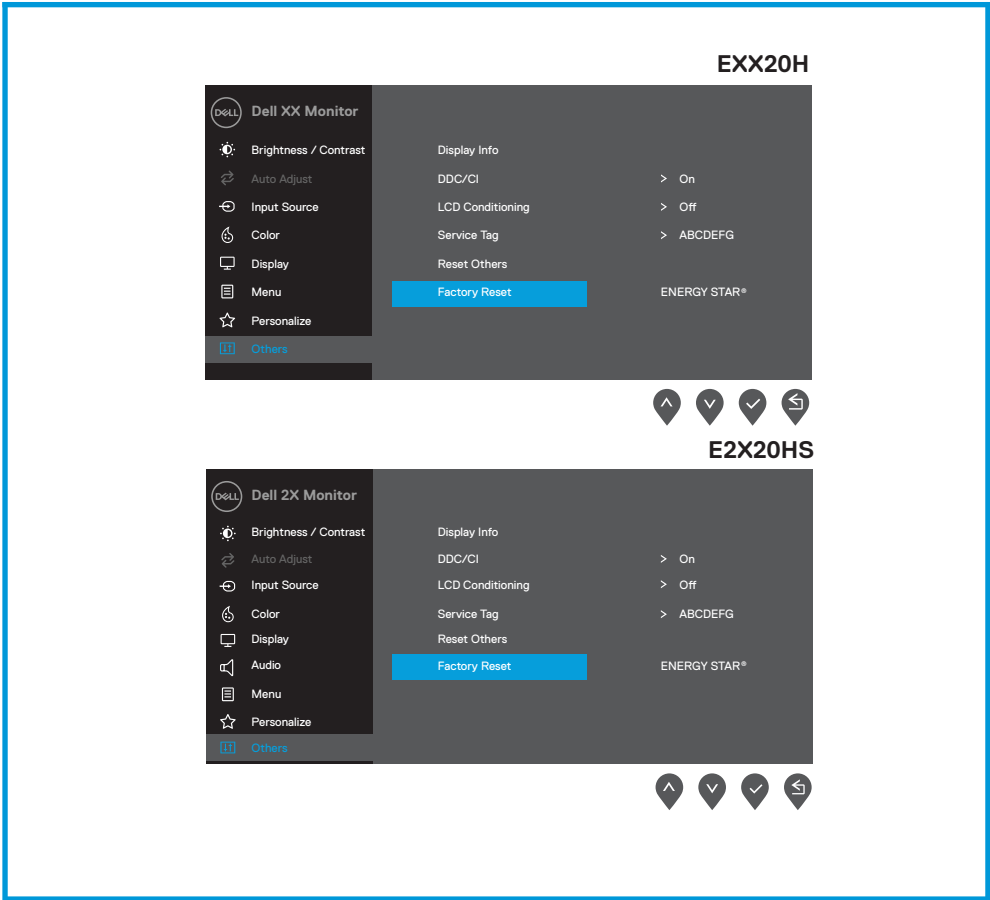 EXX20H
DELL Dell XX Monitor
Brightness / Contrast Display Info
Auto Adjust DDC/CI > On
Input Source LCD Conditioning > Off
Color Service Tag > ABCDEFG
Display Reset Others
Menu Factory Reset ENERGY STAR®
Personalize
Others
E2X20HS
DELL Dell 2X Monitor
Brightness / Contrast Display Info
Auto Adjust DDC/CI > On
Input Source LCD Conditioning > Off
Color Service Tag > ABCDEFG
Display Reset Others
Audio Factory Reset ENERGY STAR®
Menu
Personalize
Others